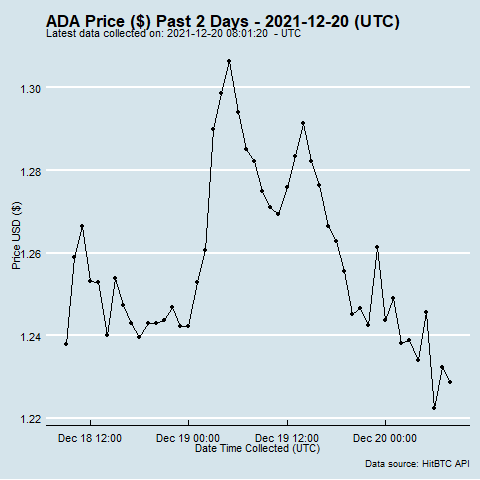 ADA Price ($) Past 2 Days - 2021-12-20 (UTC)
Latest data collected on: 2021-12-20 08:01:20  - UTC
1.30
1.28
1.26
1.24
1.22
Price USD ($)
Dec 18 12:00 Dec 19 00:00 Dec 19 12:00 Dec 20 00:00
Date Time Collected (UTC)
Data source: HitBTC API